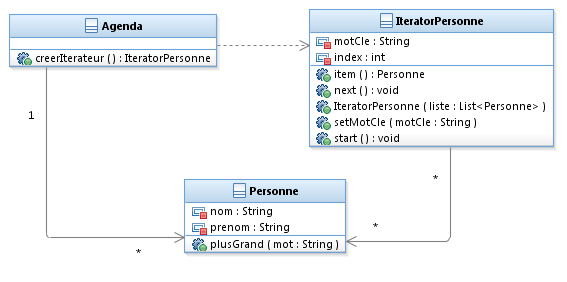 Agenda
creerIterateur ( ) : IteratorPersonne
IteratorPersonne
motCle : String
index : int
item ( ) : Personne
next ( ) : void
IteratorPersonne ( liste : List<Personne> )
setMotCle ( motCle : String )
start ( ) : void
1
*
*
*
Personne
nom : String
prenom : String
plusGrand ( mot : String )